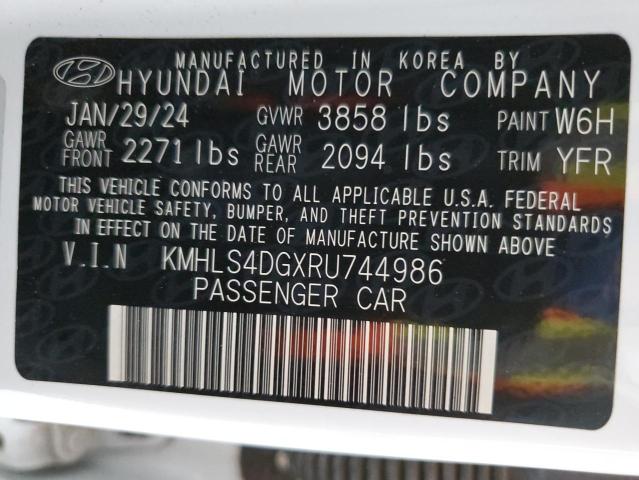 MANUFACTURED IN KOREA BY
HYUNDAI MOTOR COMPANY
JAN/29/24 GVWR 3858 lbs PAINT W6H
GAWR FRONT 2271 lbs GAWR REAR 2094 lbs TRIM YFR
THIS VEHICLE CONFORMS TO ALL APPLICABLE U.S.A. FEDERAL
MOTOR VEHICLE SAFETY, BUMPER, AND THEFT PREVENTION STANDARDS
IN EFFECT ON THE DATE OF MANUFACTURE SHOWN ABOVE.
V.I.N KMHLS4DGXRU744986
PASSENGER CAR